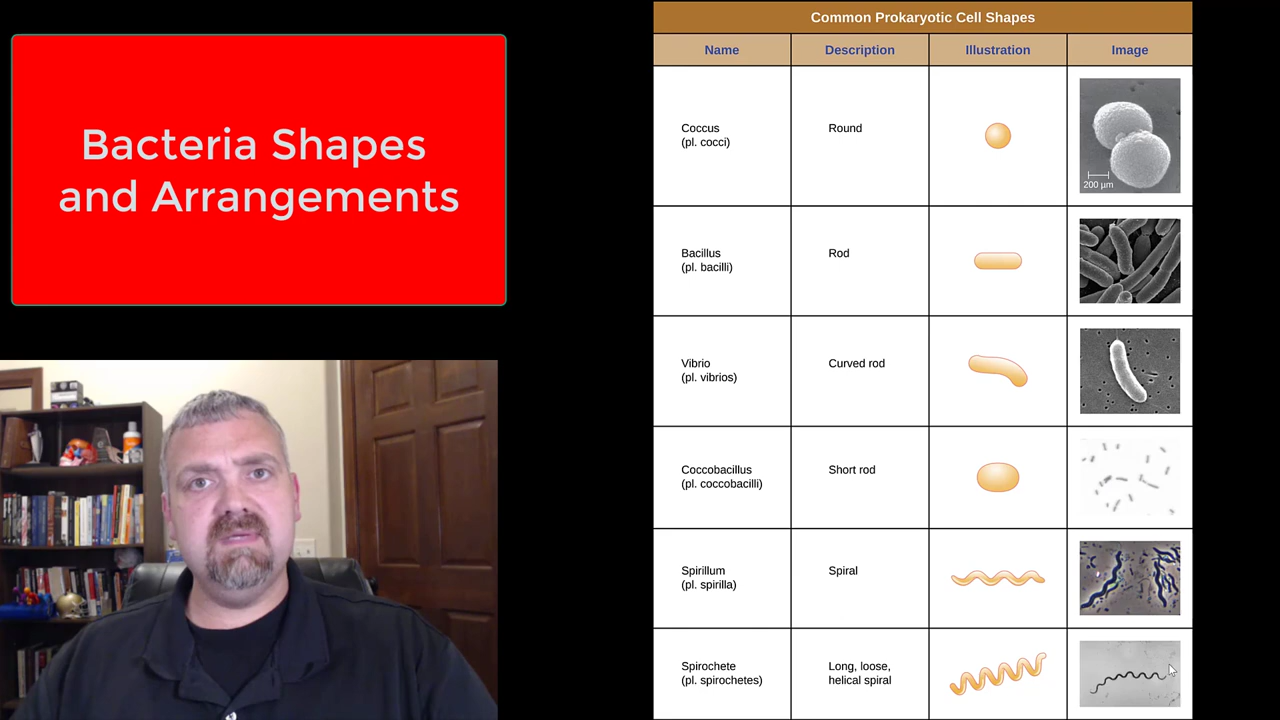 Bacteria Shapes
and Arrangements
Common Prokaryotic Cell Shapes
Name Description Illustration Image
Coccus
(pl. cocci)
Round
200 µm
Bacillus
(pl. bacilli)
Rod
Vibrio
(pl. vibrios)
Curved rod
Coccobacillus
(pl. coccobacilli)
Short rod
Spirillum
(pl. spirilla)
Spiral
Spirochete
(pl. spirochetes)
Long, loose,
helical spiral